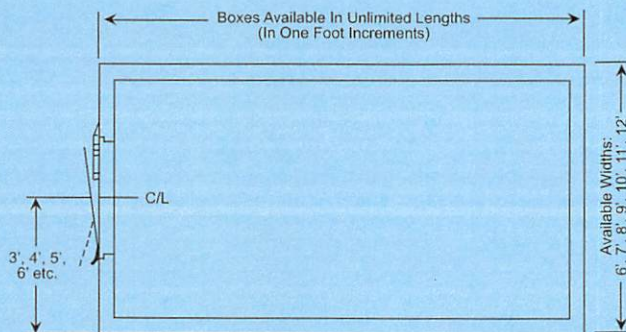 Boxes Available In Unlimited Lengths
(In One Foot Increments)
C/L
3', 4', 5',
6' etc.
Available Widths:
6', 7', 8', 9', 10', 11', 12'